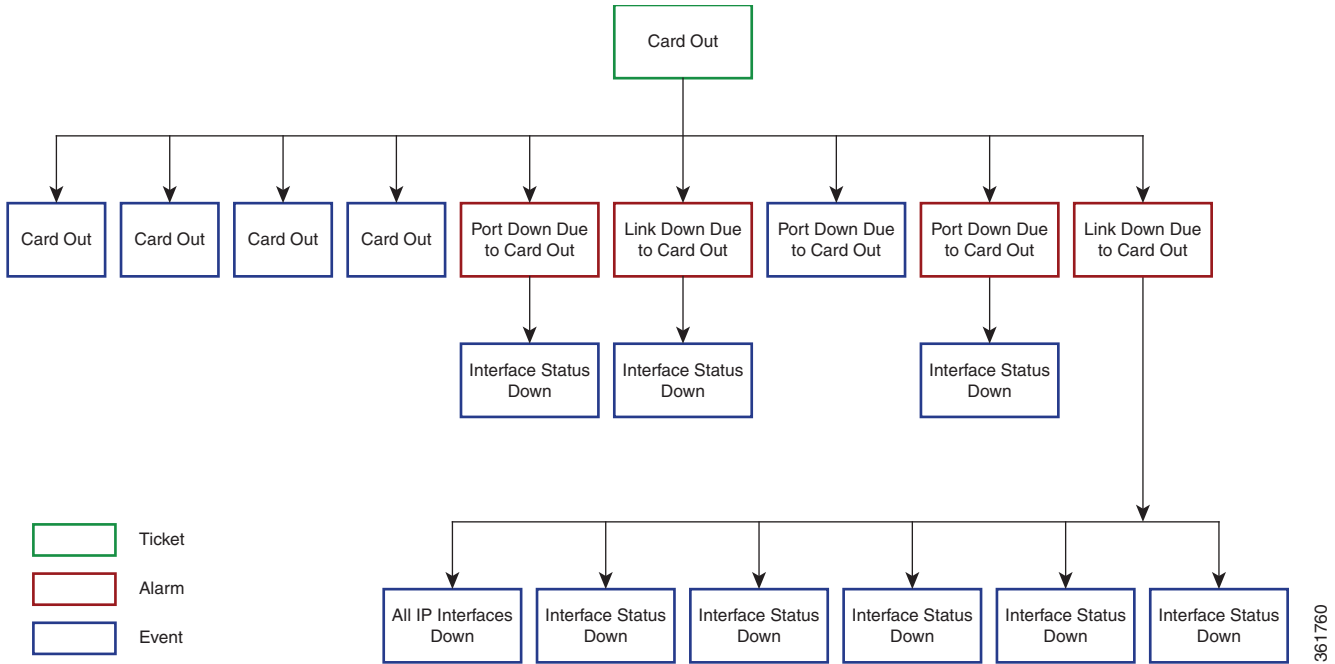 Card Out
Card Out
Card Out
Card Out
Card Out
Port Down Due
to Card Out
Link Down Due
to Card Out
Port Down Due
to Card Out
Port Down Due
to Card Out
Link Down Due
to Card Out
Interface Status
Down
Interface Status
Down
Interface Status
Down
Ticket
Alarm
Event
All IP Interfaces
Down
Interface Status
Down
Interface Status
Down
Interface Status
Down
Interface Status
Down
Interface Status
Down
361760